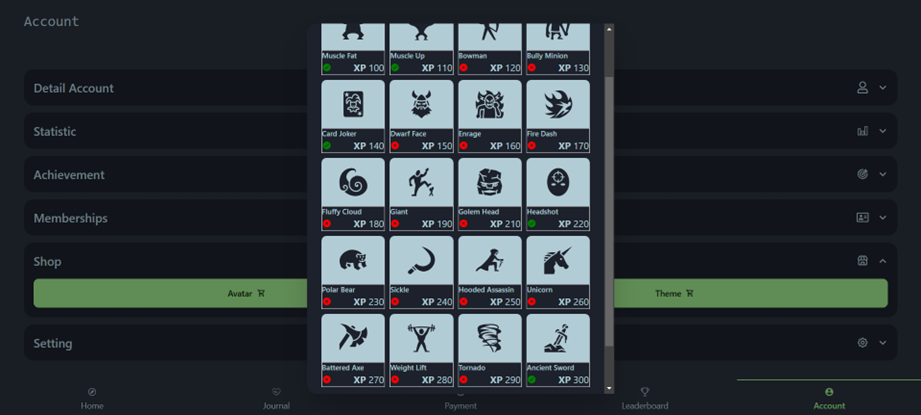 Account
Detail Account
Statistic
Achievement
Memberships
Shop
Avatar
Theme
Setting
Muscle Fat
Muscle Up
Bowman
Bully Minion
XP 100
XP 110
XP 120
XP 130
Card Joker
Dwarf Face
Enrage
Fire Dash
XP 140
XP 150
XP 160
XP 170
Fluffy Cloud
Giant
Golem Head
Headshot
XP 180
XP 190
XP 210
XP 220
Polar Bear
Sickle
Hooded Assassin
Unicorn
XP 230
XP 240
XP 250
XP 260
Battered Axe
Weight Lift
Tornado
Ancient Sword
XP 270
XP 280
XP 290
XP 300
Home
Journal
Payment
Leaderboard
Account